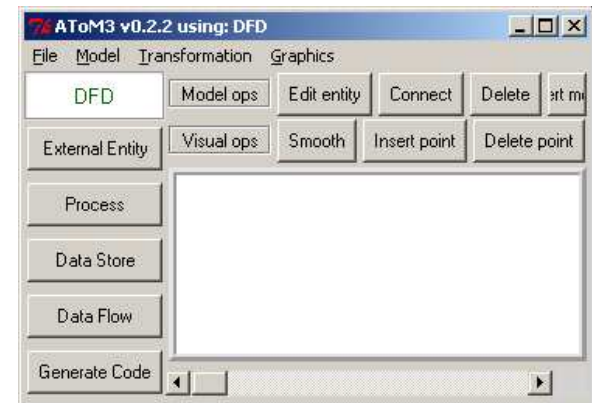 AToM3 v0.2.2 using: DFD
File Model Transformation Graphics
DFD Model ops Edit entity Connect Delete
External Entity Visual ops Smooth Insert point Delete point
Process
Data Store
Data Flow
Generate Code